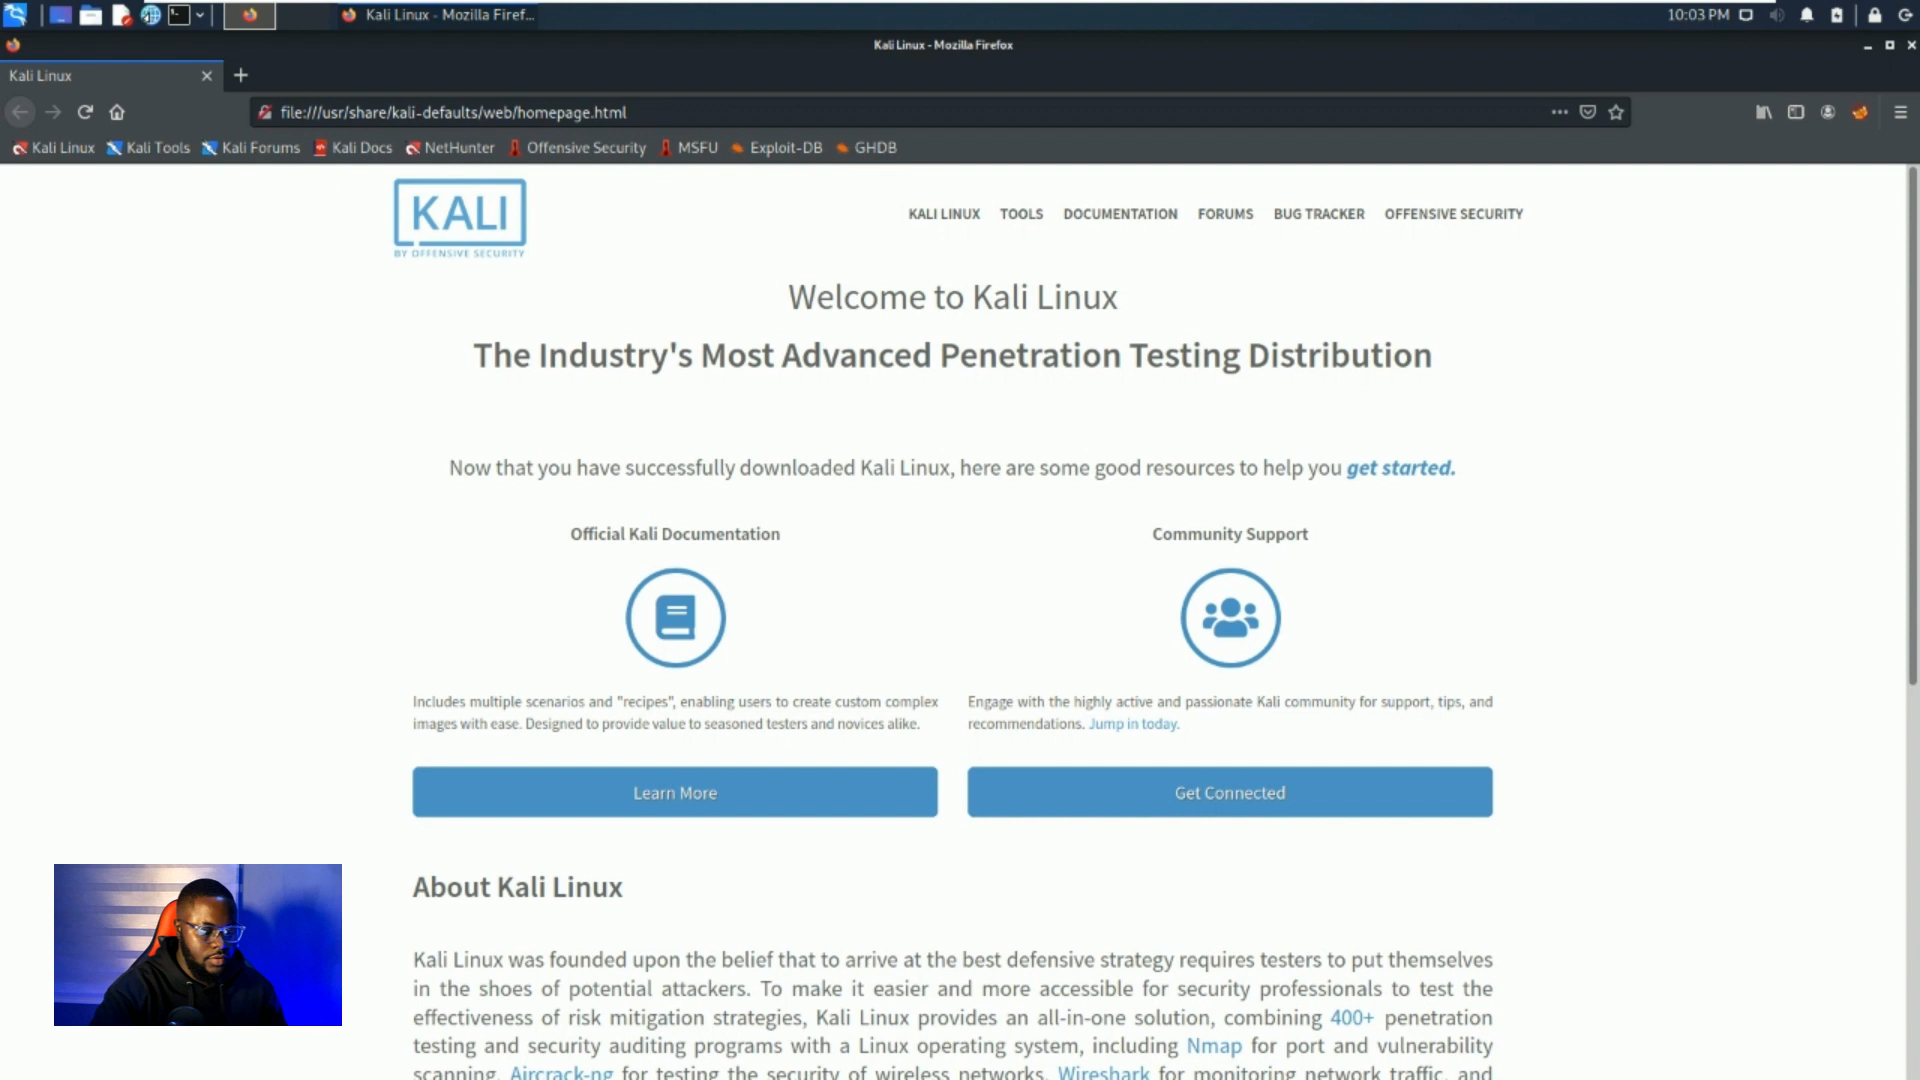 Kali Linux - Mozilla Firef...
10:03 PM
Kali Linux - Mozilla Firefox
Kali Linux
file:///usr/share/kali-defaults/web/homepage.html
Kali Linux Kali Tools Kali Forums Kali Docs NetHunter Offensive Security MSFU Exploit-DB GHDB
KALI
BY OFFENSIVE SECURITY
KALI LINUX TOOLS DOCUMENTATION FORUMS BUG TRACKER OFFENSIVE SECURITY
Welcome to Kali Linux
The Industry's Most Advanced Penetration Testing Distribution
Now that you have successfully downloaded Kali Linux, here are some good resources to help you get started.
Official Kali Documentation
Includes multiple scenarios and "recipes", enabling users to create custom complex
images with ease. Designed to provide value to seasoned testers and novices alike.
Learn More
Community Support
Engage with the highly active and passionate Kali community for support, tips, and
recommendations. Jump in today.
Get Connected
About Kali Linux
Kali Linux was founded upon the belief that to arrive at the best defensive strategy requires testers to put themselves
in the shoes of potential attackers. To make it easier and more accessible for security professionals to test the
effectiveness of risk mitigation strategies, Kali Linux provides an all-in-one solution, combining 400+ penetration
testing and security auditing programs with a Linux operating system, including Nmap for port and vulnerability
scanning, Aircrack-ng for testing the security of wireless networks, Wireshark for monitoring network traffic, and